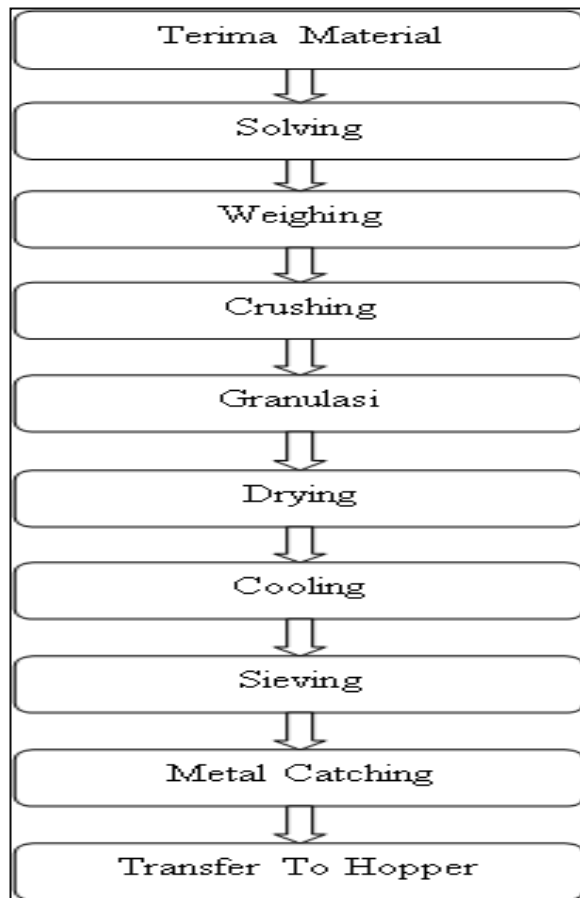 Terima Material
Solving
Weighing
Crushing
Granulasi
Drying
Cooling
Sieving
Metal Catching
Transfer To Hopper